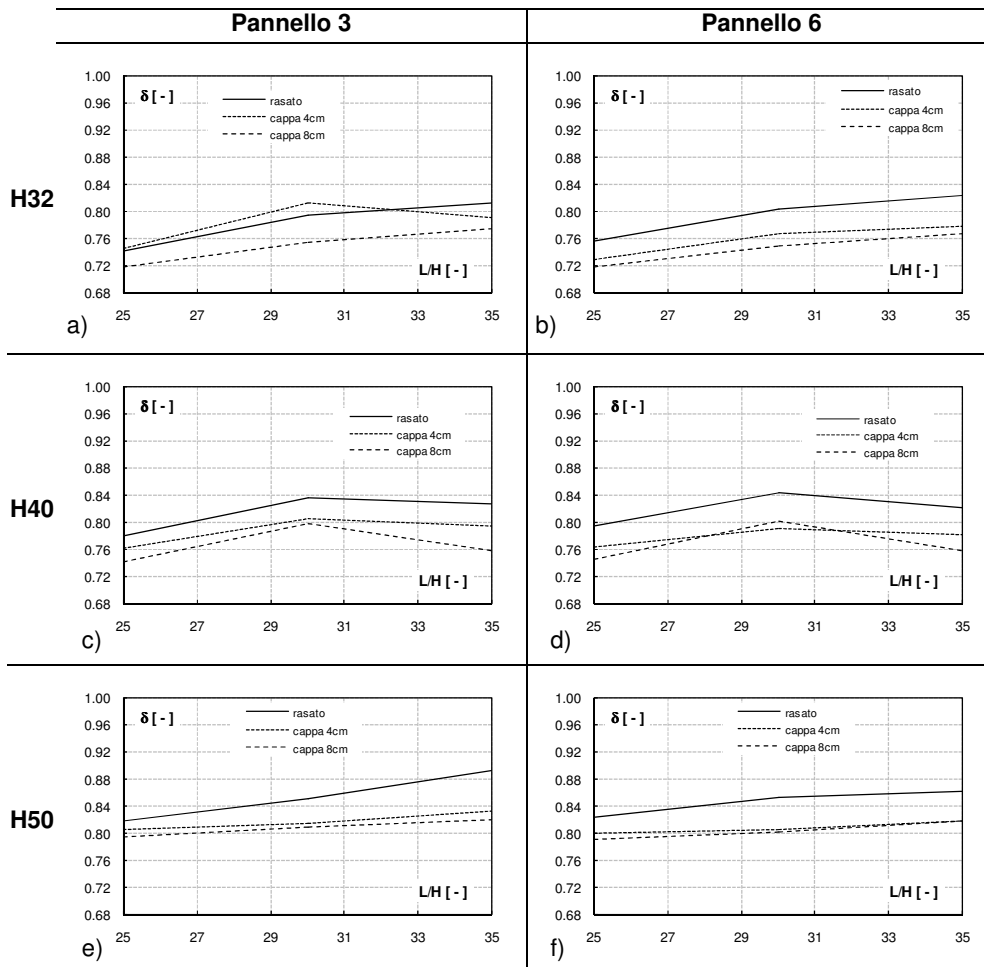 Pannello 3
Pannello 6
H32
δ [ - ]
rasato
cappa 4cm
cappa 8cm
1.00
0.96
0.92
0.88
0.84
0.80
0.76
0.72
0.68
L/H [ - ]
25 27 29 31 33 35
a)
δ [ - ]
rasato
cappa 4cm
cappa 8cm
1.00
0.96
0.92
0.88
0.84
0.80
0.76
0.72
0.68
L/H [ - ]
25 27 29 31 33 35
b)
H40
δ [ - ]
rasato
cappa 4cm
cappa 8cm
1.00
0.96
0.92
0.88
0.84
0.80
0.76
0.72
0.68
L/H [ - ]
25 27 29 31 33 35
c)
δ [ - ]
rasato
cappa 4cm
cappa 8cm
1.00
0.96
0.92
0.88
0.84
0.80
0.76
0.72
0.68
L/H [ - ]
25 27 29 31 33 35
d)
H50
δ [ - ]
rasato
cappa 4cm
cappa 8cm
1.00
0.96
0.92
0.88
0.84
0.80
0.76
0.72
0.68
L/H [ - ]
25 27 29 31 33 35
e)
δ [ - ]
rasato
cappa 4cm
cappa 8cm
1.00
0.96
0.92
0.88
0.84
0.80
0.76
0.72
0.68
L/H [ - ]
25 27 29 31 33 35
f)